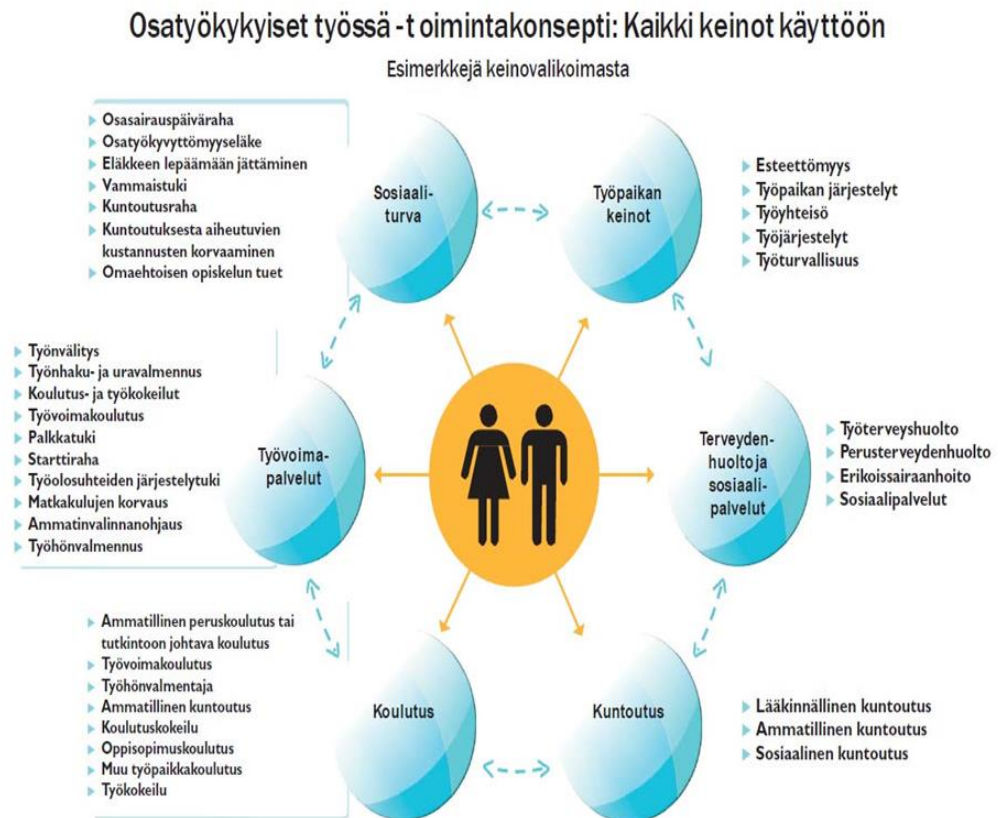 Osatyökykyiset työssä -t oimintakonsepti: Kaikki keinot käyttöön
Esimerkkejä keinovalikoimasta
Osasairauspäiväraha
Osatyökyvyttömyyseläke
Eläkkeen lepäämään jättäminen
Vammaistuki
Kuntoutusraha
Kuntoutuksesta aiheutuvien
kustannusten korvaaminen
Omaehtoisen opiskelun tuet
Sosiaali-
turva
Työpaikan
keinot
Esteettömyys
Työpaikan järjestelyt
Työyhteisö
Työjärjestelyt
Työturvallisuus
Työnvälitys
Työnhaku- ja uravalmennus
Koulutus- ja työkokeilut
Työvoimakoulutus
Palkkatuki
Starttiraha
Työolosuhteiden järjestelytuki
Matkakulujen korvaus
Ammatinvalinnanohjaus
Työhönvalmennus
Työvoima-
palvelut
Terveyden-
huolto ja
sosiaali-
palvelut
Työterveyshuolto
Perusterveydenhuolto
Erikoissairaanhoito
Sosiaalipalvelut
Ammatillinen peruskoulutus tai
tutkintoon johtava koulutus
Työvoimakoulutus
Työhönvalmentaja
Ammatillinen kuntoutus
Koulutuskokeilu
Oppisopimuskoulutus
Muu työpaikkakoulutus
Työkokeilu
Koulutus
Kuntoutus
Lääkinnällinen kuntoutus
Ammatillinen kuntoutus
Sosiaalinen kuntoutus